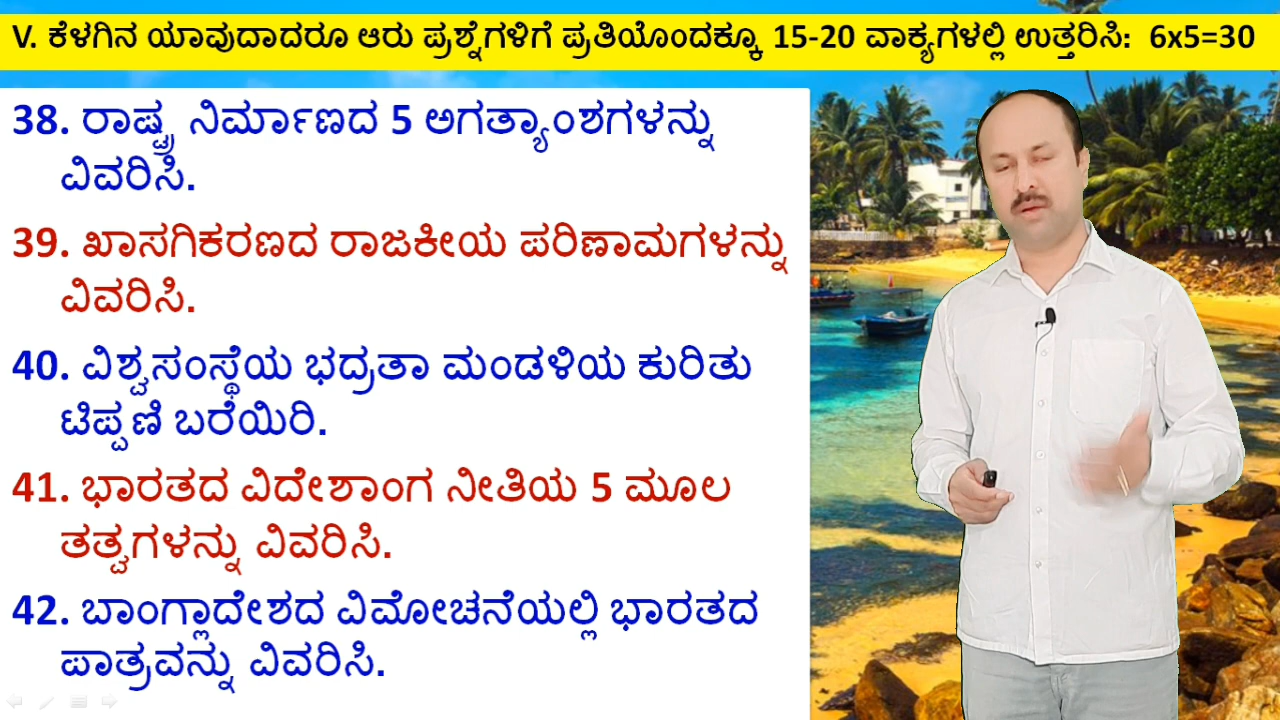 V. ಕೆಳಗಿನ ಯಾವುದಾದರೂ ಆರು ಪ್ರಶ್ನೆಗಳಿಗೆ ಪ್ರತಿಯೊಂದಕ್ಕೂ 15-20 ವಾಕ್ಯಗಳಲ್ಲಿ ಉತ್ತರಿಸಿ: 6x5=30
38. ರಾಷ್ಟ್ರ ನಿರ್ಮಾಣದ 5 ಅಗತ್ಯಾಂಶಗಳನ್ನು
ವಿವರಿಸಿ.
39. ಖಾಸಗಿಕರಣದ ರಾಜಕೀಯ ಪರಿಣಾಮಗಳನ್ನು
ವಿವರಿಸಿ.
40. ವಿಶ್ವಸಂಸ್ಥೆಯ ಭದ್ರತಾ ಮಂಡಳಿಯ ಕುರಿತು
ಟಿಪ್ಪಣಿ ಬರೆಯಿರಿ.
41. ಭಾರತದ ವಿದೇಶಾಂಗ ನೀತಿಯ 5 ಮೂಲ
ತತ್ವಗಳನ್ನು ವಿವರಿಸಿ.
42. ಬಾಂಗ್ಲಾದೇಶದ ವಿಮೋಚನೆಯಲ್ಲಿ ಭಾರತದ
ಪಾತ್ರವನ್ನು ವಿವರಿಸಿ.